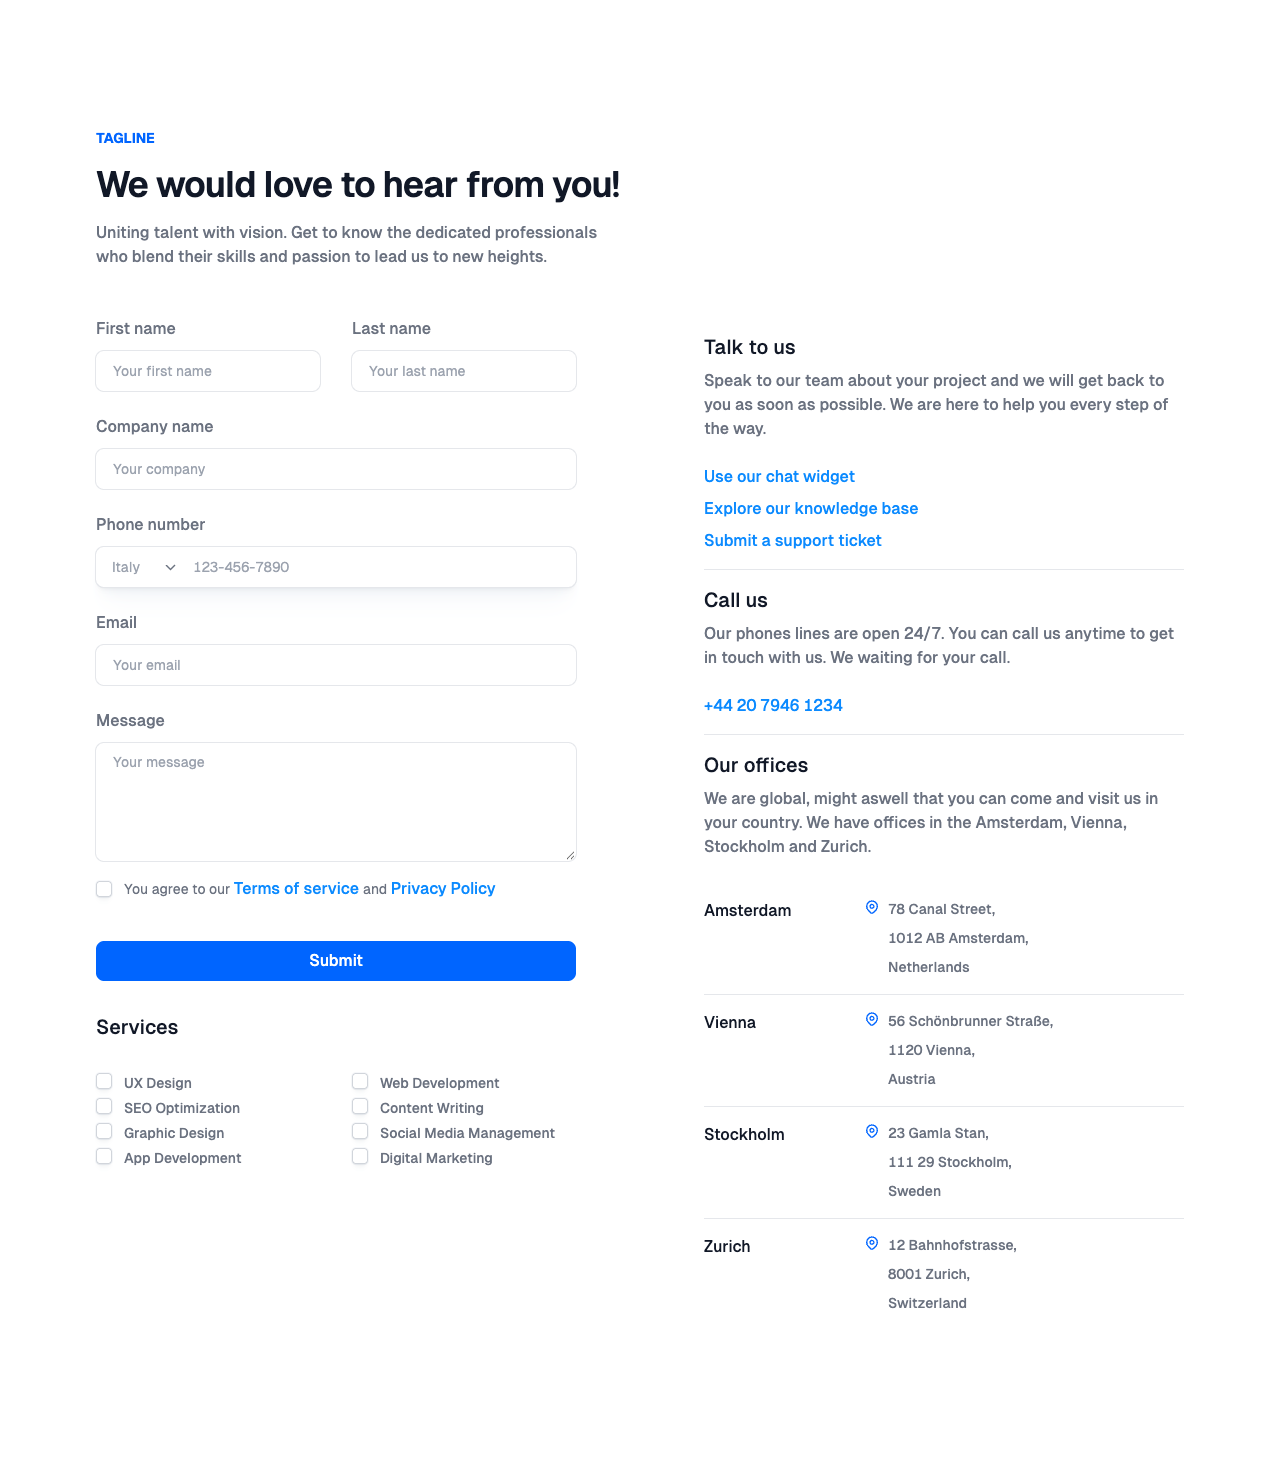 TAGLINE
We would love to hear from you!
Uniting talent with vision. Get to know the dedicated professionals
who blend their skills and passion to lead us to new heights.
First name
Last name
Your first name
Your last name
Company name
Your company
Phone number
Italy
123-456-7890
Email
Your email
Message
Your message
You agree to our Terms of service and Privacy Policy
Submit
Services
UX Design
Web Development
SEO Optimization
Content Writing
Graphic Design
Social Media Management
App Development
Digital Marketing
Talk to us
Speak to our team about your project and we will get back to
you as soon as possible. We are here to help you every step of
the way.
Use our chat widget
Explore our knowledge base
Submit a support ticket
Call us
Our phones lines are open 24/7. You can call us anytime to get
in touch with us. We waiting for your call.
+44 20 7946 1234
Our offices
We are global, might aswell that you can come and visit us in
your country. We have offices in the Amsterdam, Vienna,
Stockholm and Zurich.
Amsterdam
78 Canal Street,
1012 AB Amsterdam,
Netherlands
Vienna
56 Schönbrunner Straße,
1120 Vienna,
Austria
Stockholm
23 Gamla Stan,
111 29 Stockholm,
Sweden
Zurich
12 Bahnhofstrasse,
8001 Zurich,
Switzerland